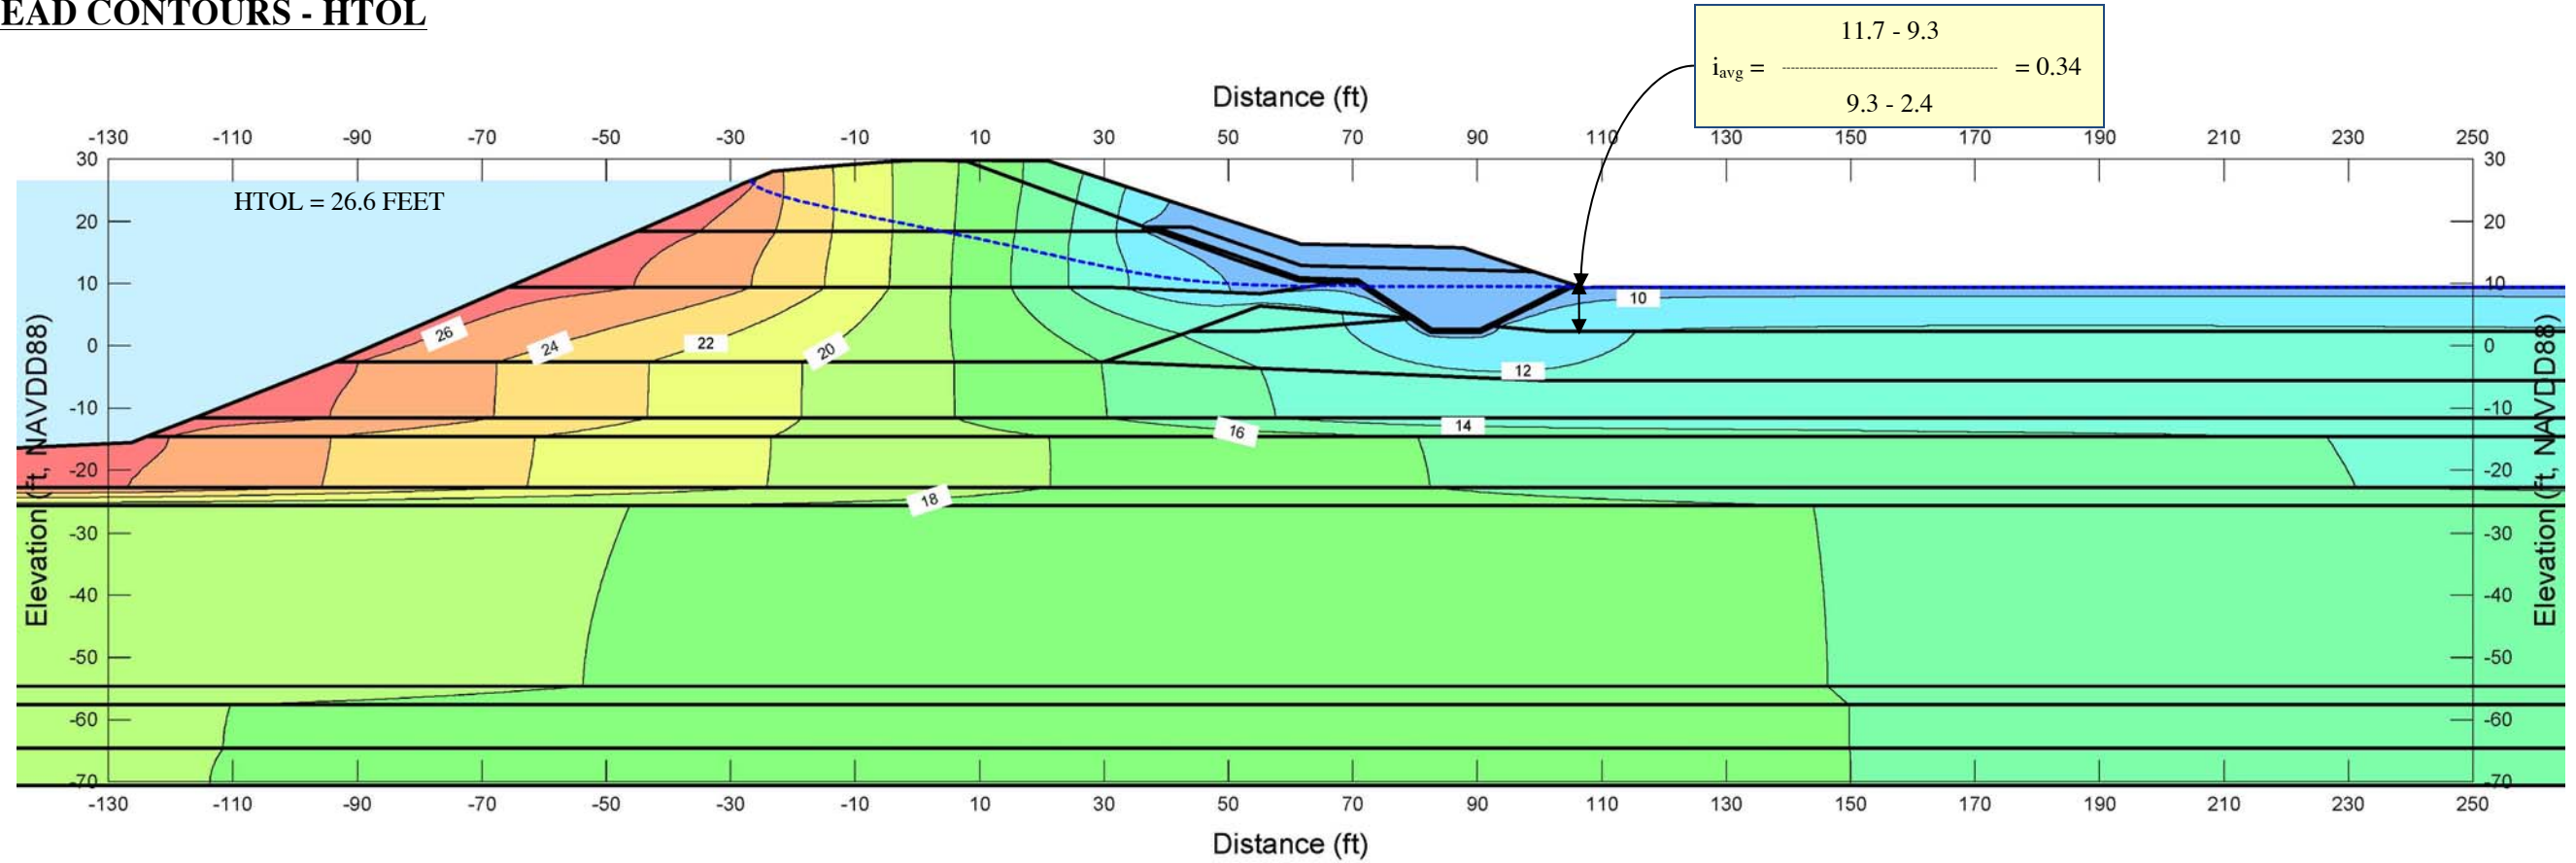 EAD CONTOURS - HTOL
11.7 - 9.3
iavg = ------------------------------ = 0.34
9.3 - 2.4
Distance (ft)
-130 -110 -90 -70 -50 -30 -10 10 30 50 70 90 110 130 150 170 190 210 230 250
HTOL = 26.6 FEET
Elevation (ft, NAVDD88)
30
20
10
0
-10
-20
-30
-40
-50
-60
-70
26
24
22
20
18
16
14
12
10
30
20
10
0
-10
-20
-30
-40
-50
-60
-70
Elevation (ft, NAVDD88)
-130 -110 -90 -70 -50 -30 -10 10 30 50 70 90 110 130 150 170 190 210 230 250
Distance (ft)